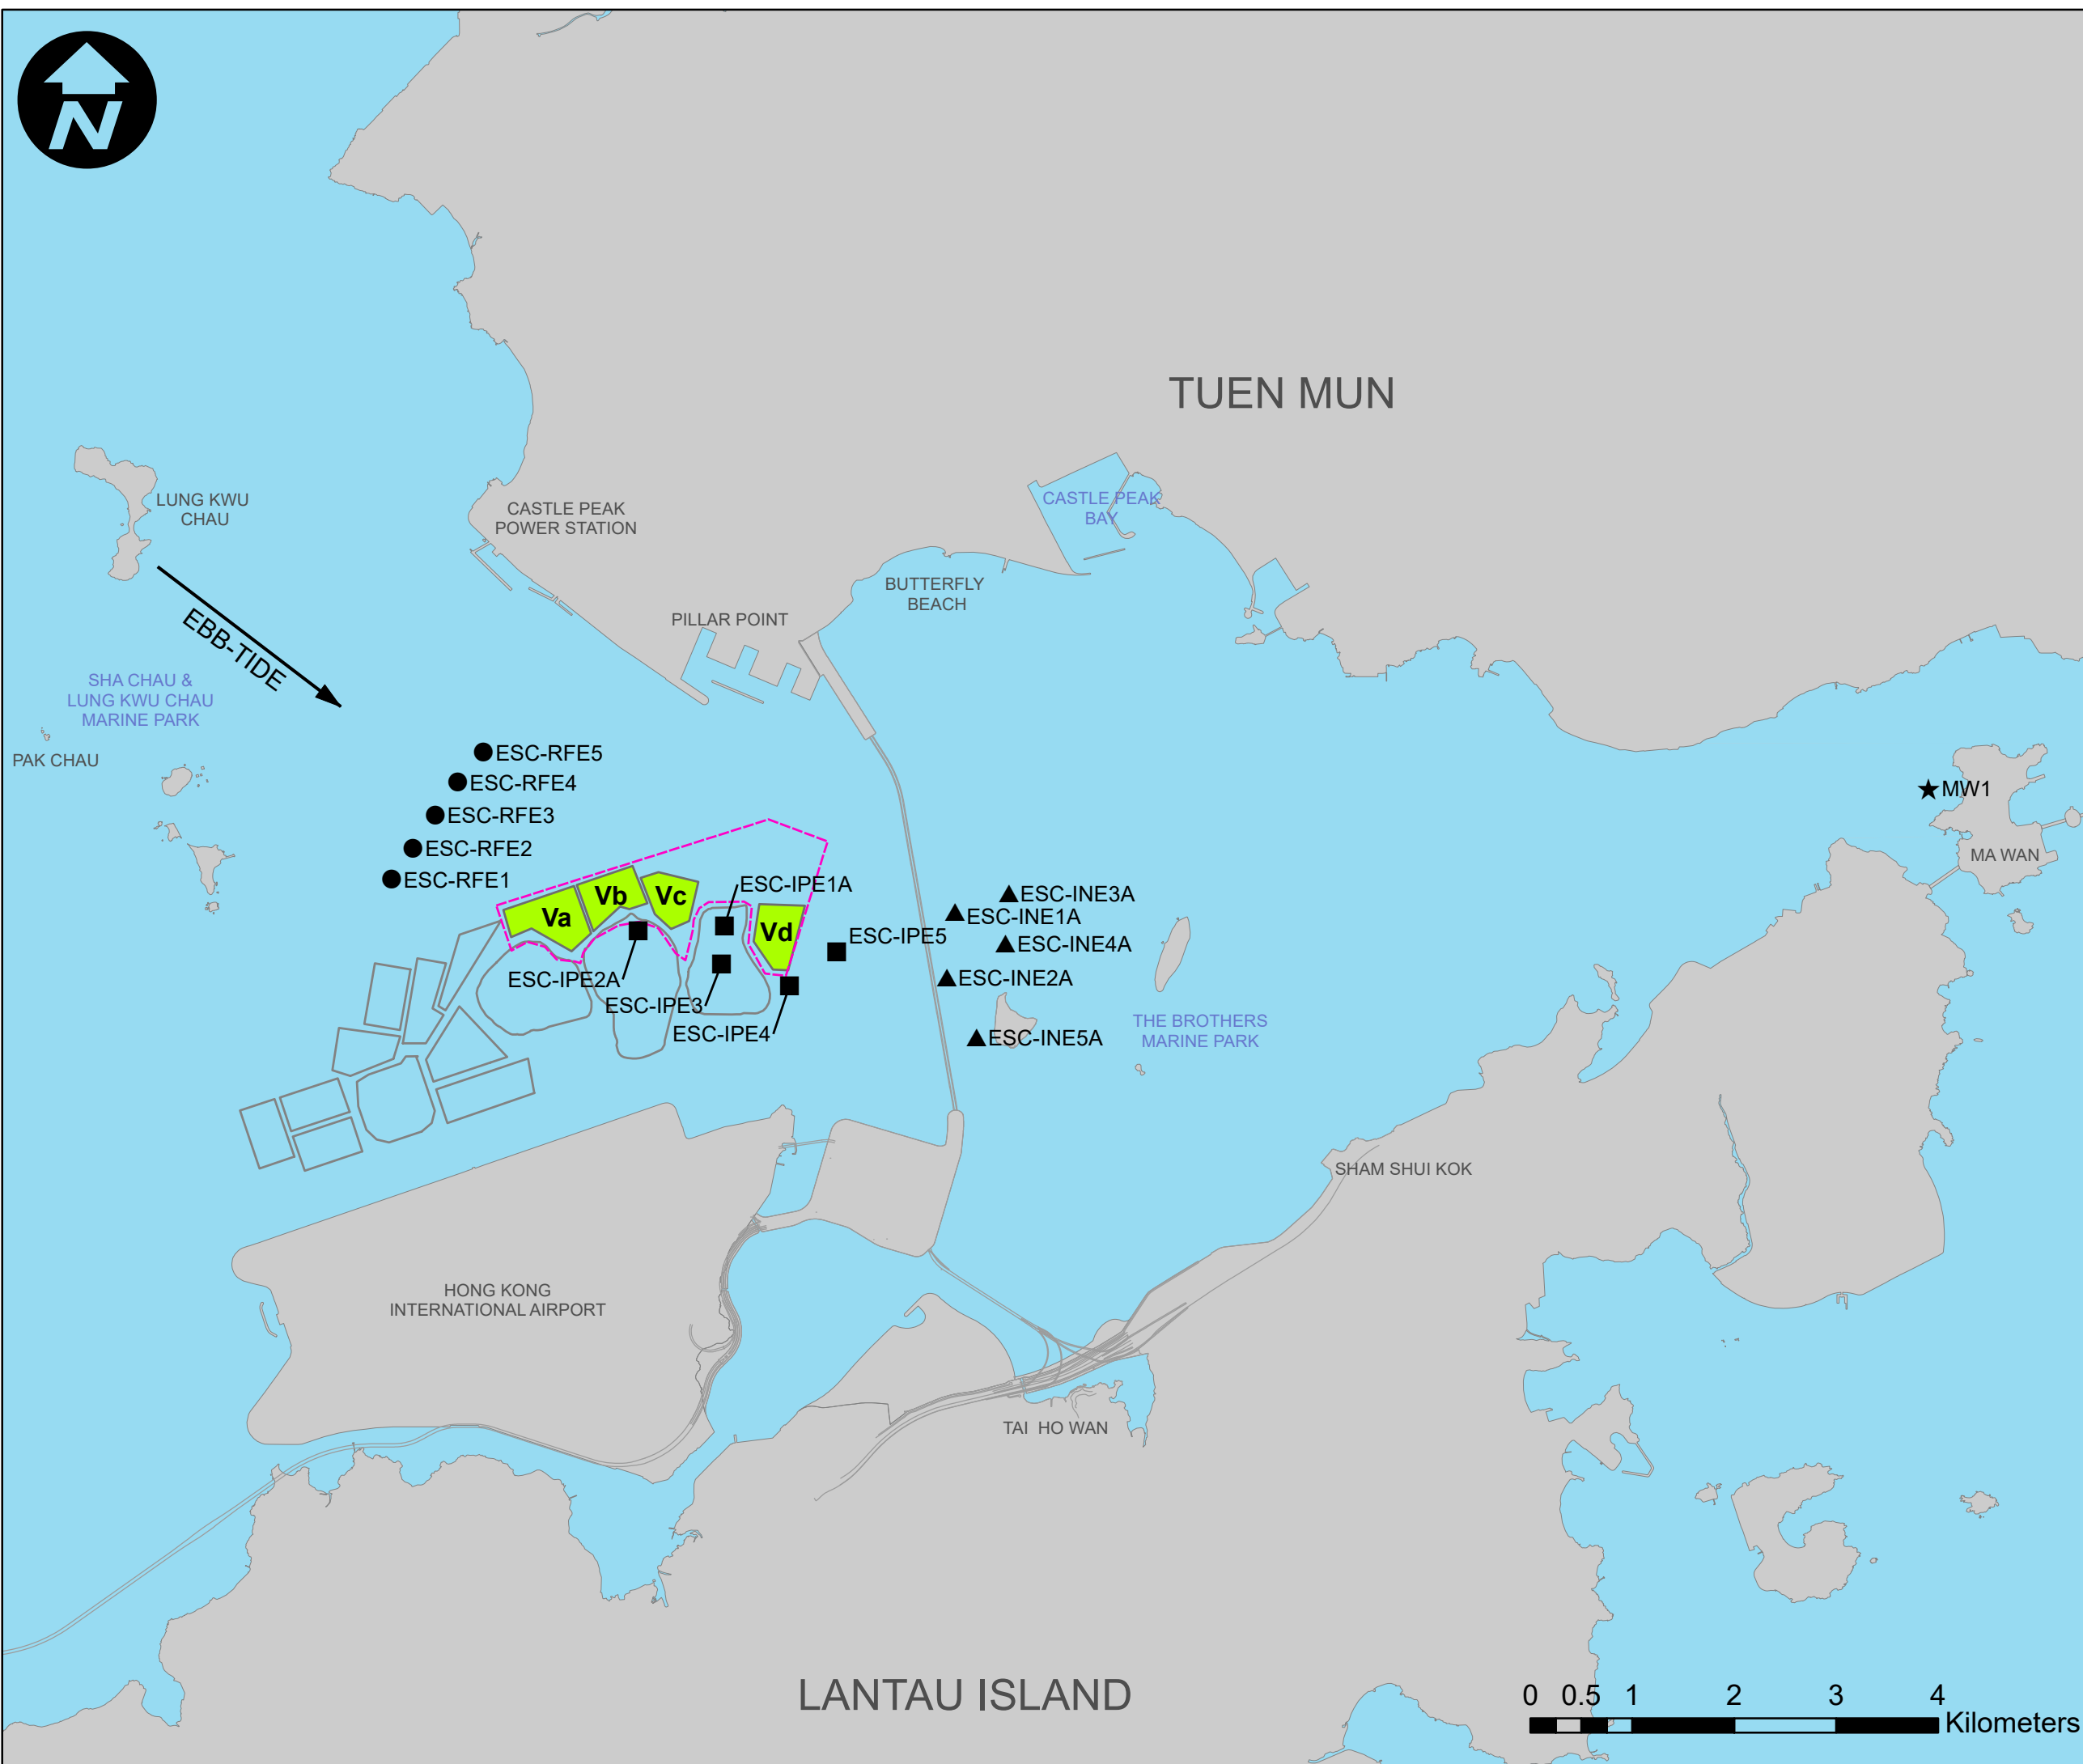 N
TUEN MUN
LUNG KWU
CHAU
CASTLE PEAK
POWER STATION
CASTLE PEAK
BAY
BUTTERFLY
BEACH
PILLAR POINT
EBB-TIDE
SHA CHAU &
LUNG KWU CHAU
MARINE PARK
PAK CHAU
ESC-RFE5
ESC-RFE4
ESC-RFE3
ESC-RFE2
ESC-RFE1
MW1
MA WAN
Va
Vb
Vc
Vd
ESC-IPE1A
ESC-IPE5
ESC-IPE2A
ESC-IPE3
ESC-IPE4
ESC-INE3A
ESC-INE1A
ESC-INE4A
ESC-INE2A
ESC-INE5A
THE BROTHERS
MARINE PARK
SHAM SHUI KOK
HONG KONG
INTERNATIONAL AIRPORT
TAI HO WAN
LANTAU ISLAND
0 0.5 1 2 3 4
Kilometers